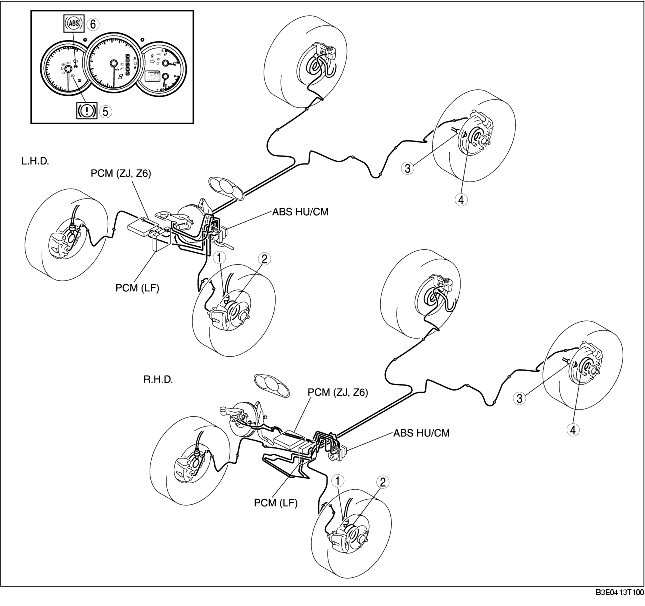 ABS 6
! 5
L.H.D.
PCM (ZJ, Z6)
3
4
ABS HU/CM
1 2
PCM (LF)
R.H.D.
PCM (ZJ, Z6)
3
4
ABS HU/CM
1 2
PCM (LF)
B3E0413T100